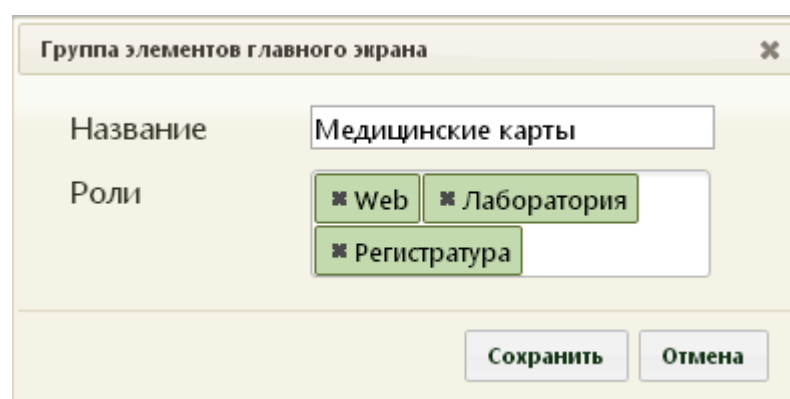 Группа элементов главного экрана
Название Медицинские карты
Роли Web Лаборатория
Регистратура
Сохранить Отмена